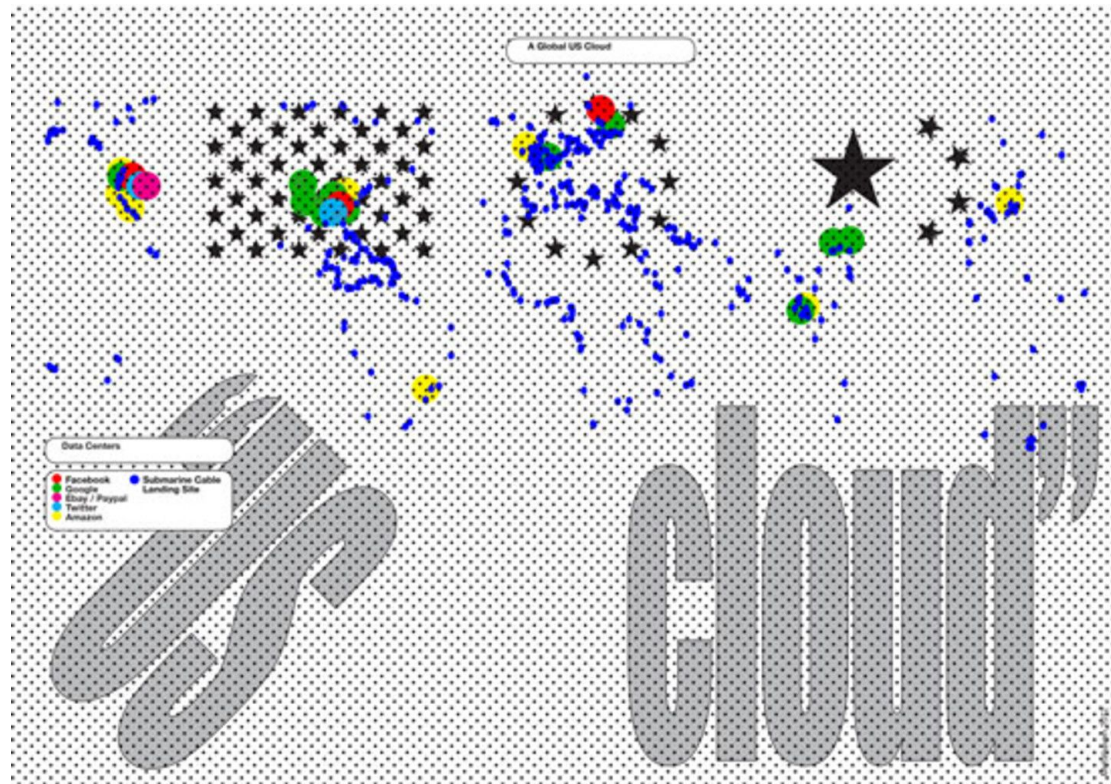 A Global US Cloud
Data Centers
Facebook
Google
Ebay / Paypal
Twitter
Amazon
Submarine Cable
Landing Site
“US
cloud”